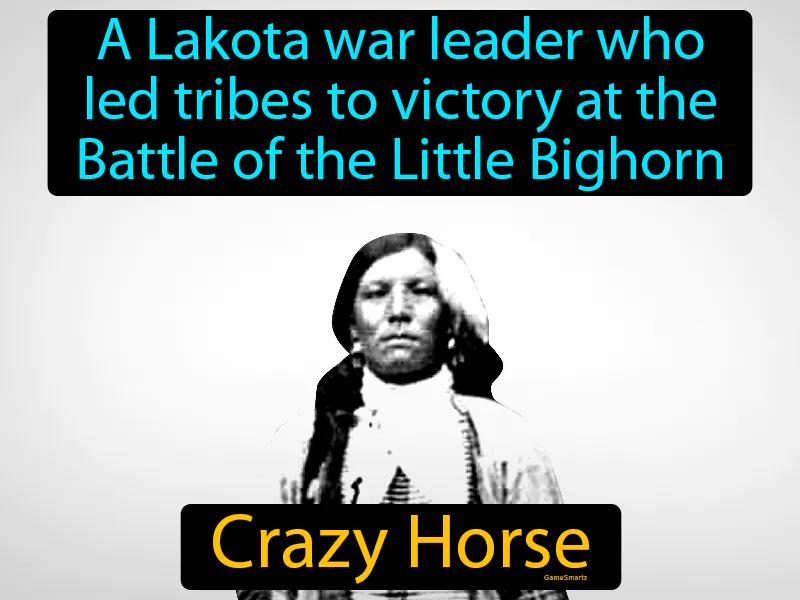 A Lakota war leader who
led tribes to victory at the
Battle of the Little Bighorn
Crazy Horse
GameSmartz